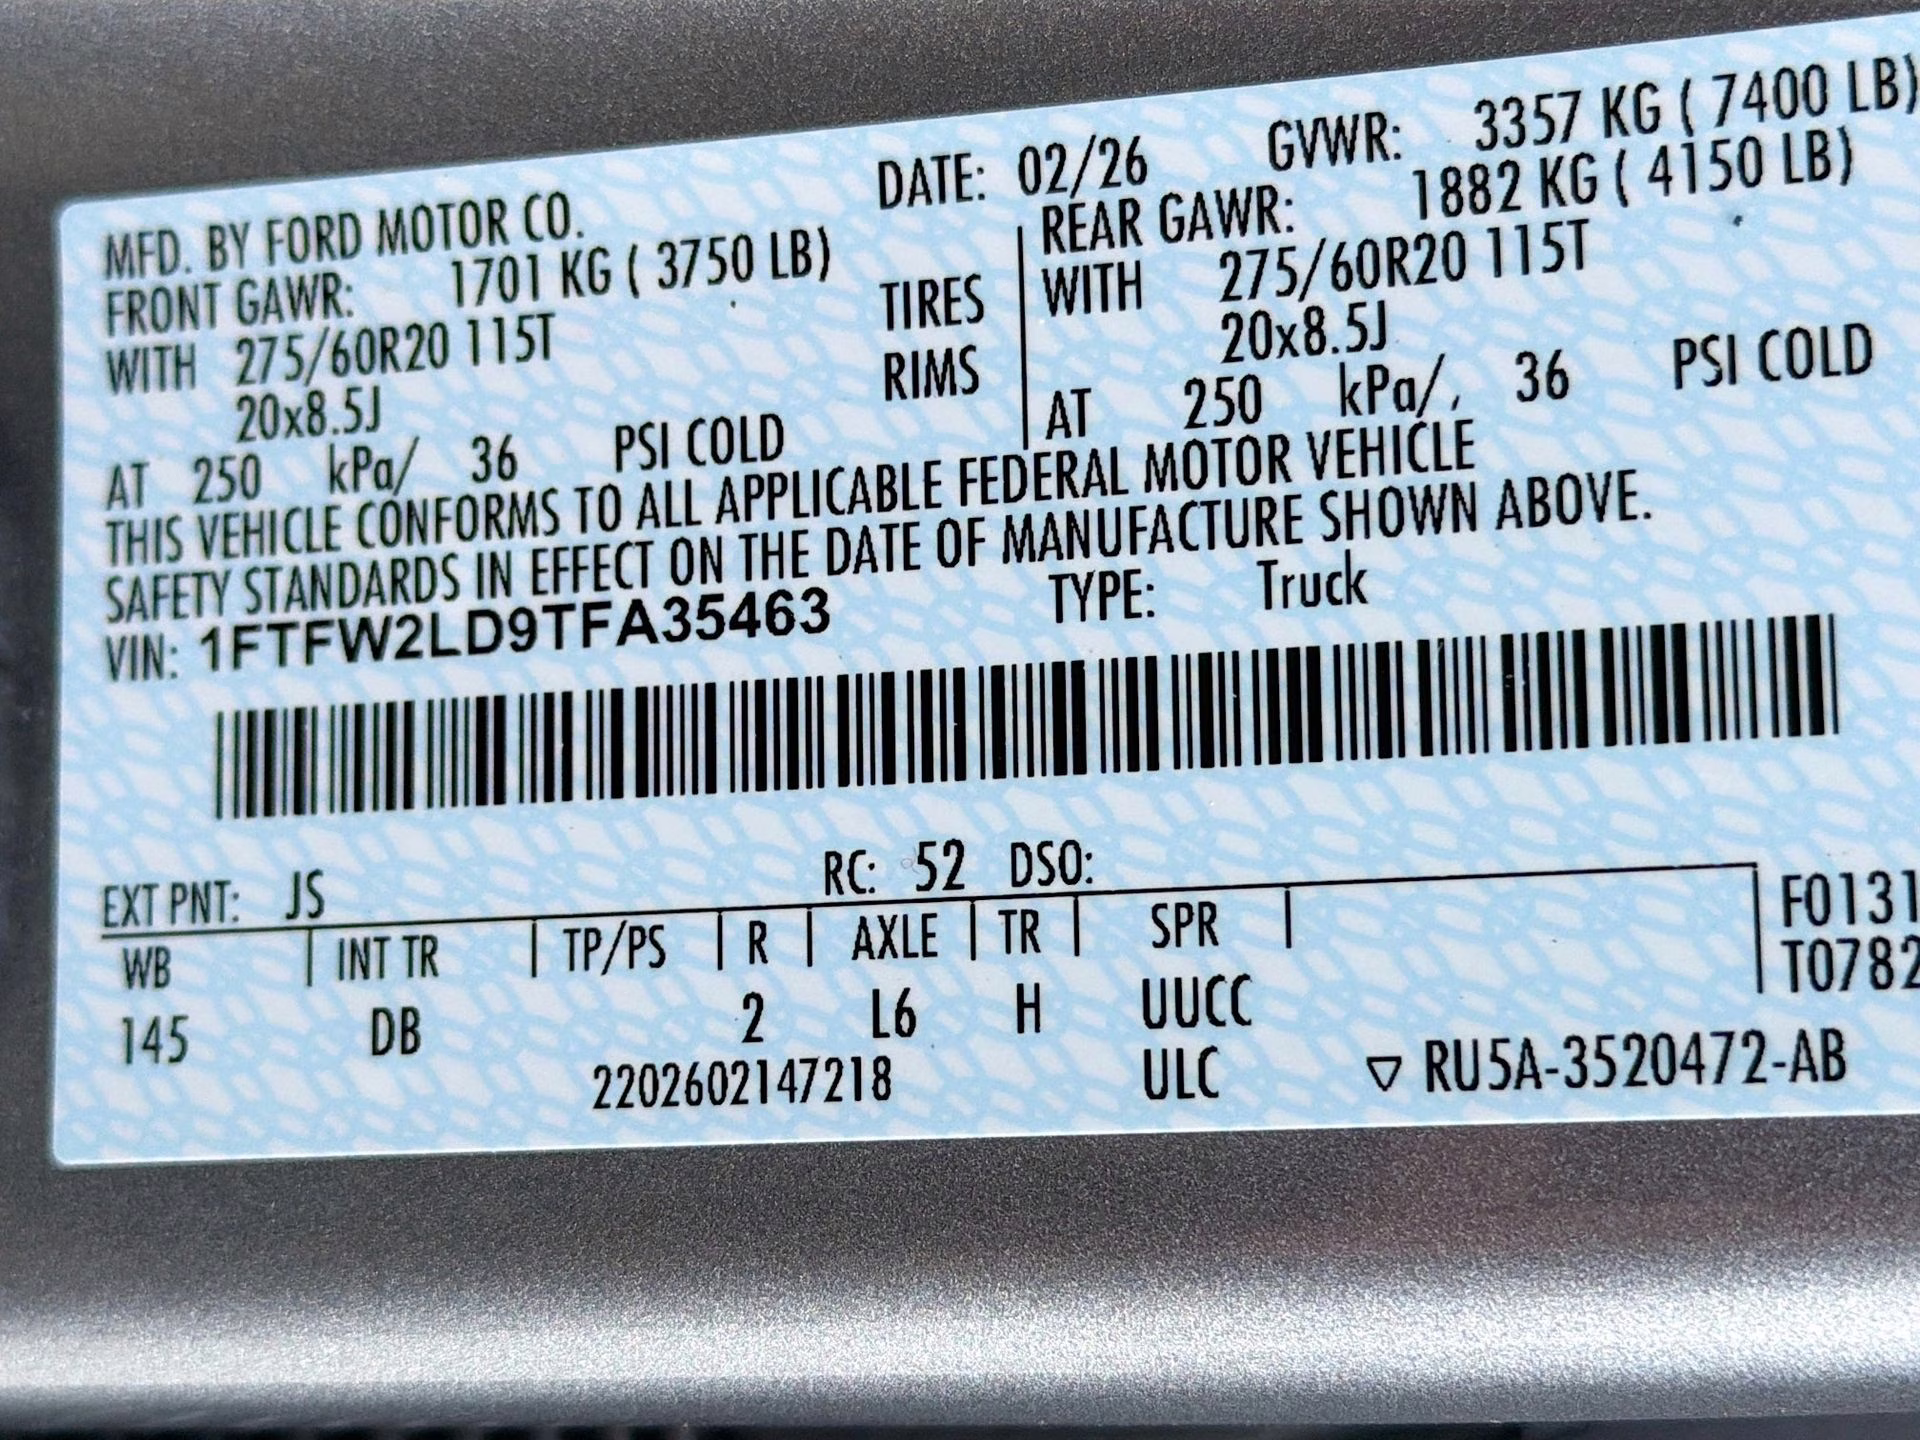 DATE: 02/26 GVWR: 3357 KG ( 7400 LB)
MFD. BY FORD MOTOR CO.
FRONT GAWR: 1701 KG ( 3750 LB)
WITH 275/60R20 115T TIRES
20x8.5J RIMS
AT 250 kPa/ 36 PSI COLD
REAR GAWR: 1882 KG ( 4150 LB)
WITH 275/60R20 115T
20x8.5J
AT 250 kPa/, 36 PSI COLD
THIS VEHICLE CONFORMS TO ALL APPLICABLE FEDERAL MOTOR VEHICLE
SAFETY STANDARDS IN EFFECT ON THE DATE OF MANUFACTURE SHOWN ABOVE.
VIN: 1FTFW2LD9TFA35463 TYPE: Truck
EXT PNT: JS RC: 52 DSO:
WB | INT TR | TP/PS | R | AXLE | TR | SPR |
F0131
T0782
145 DB 2 L6 H UUCC
2202602147218 ULC ▽ RU5A-3520472-AB